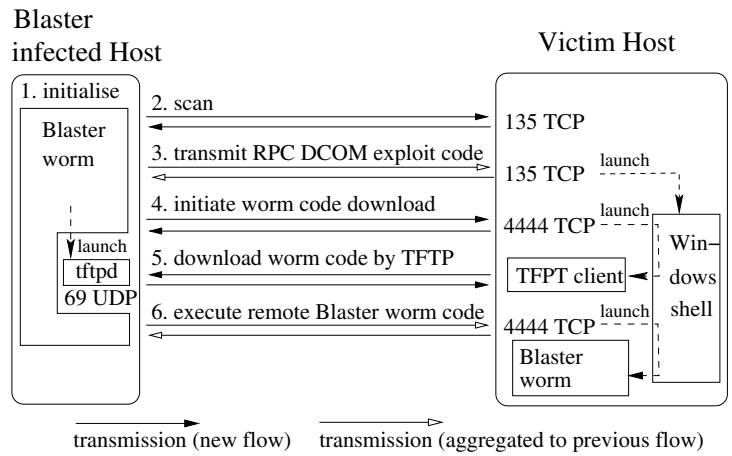 Blaster
infected Host
Victim Host
1. initialise
Blaster
worm
launch
tftpd
69 UDP
2. scan
135 TCP
3. transmit RPC DCOM exploit code
135 TCP
launch
4. initiate worm code download
4444 TCP
launch
5. download worm code by TFTP
TFPT client
Win–
dows
shell
6. execute remote Blaster worm code
4444 TCP
launch
Blaster
worm
transmission (new flow)
transmission (aggregated to previous flow)